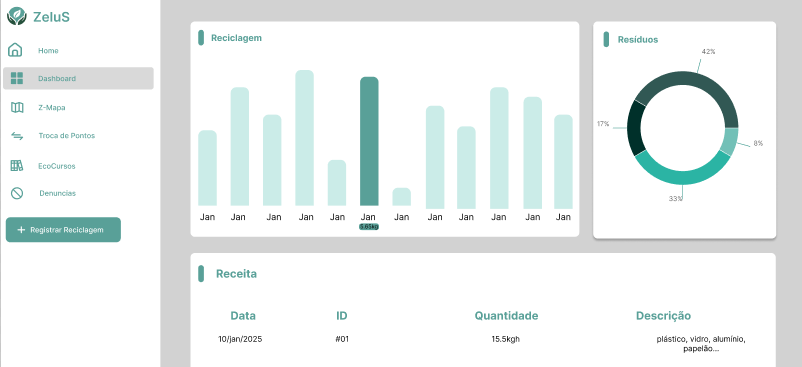 ZeluS
Home
Dashboard
Z-Mapa
Troca de Pontos
EcoCursos
Denuncias
+ Registrar Reciclagem
Reciclagem
Jan Jan Jan Jan Jan Jan Jan Jan Jan Jan Jan Jan
Resíduos
42%
17%
8%
33%
Receita
Data ID Quantidade Descrição
10/jan/2025 #01 15.5kgh plástico, vidro, alumínio,
papelão...